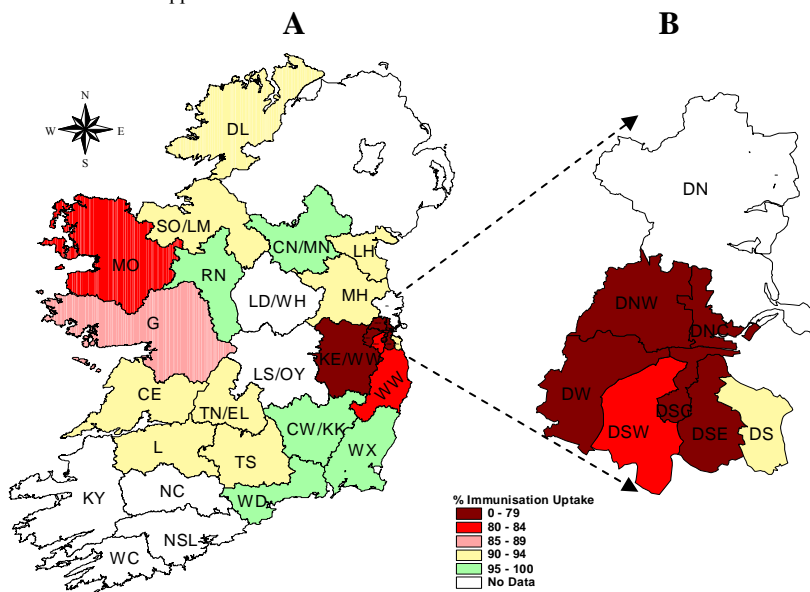 A
B
N
W E
S
DL
DN
SO/LM
CN/MN
LH
MO
RN
LD/WH
MH
G
DNW
DNC
KE/WW
LS/OY
WW
CE
TN/EL
DW
DSG
CW/KK
DSW
DSE
DS
L
TS
WX
KY
NC
WD
NSL
WC
% Immunisation Uptake
0 - 79
80 - 84
85 - 89
90 - 94
95 - 100
No Data